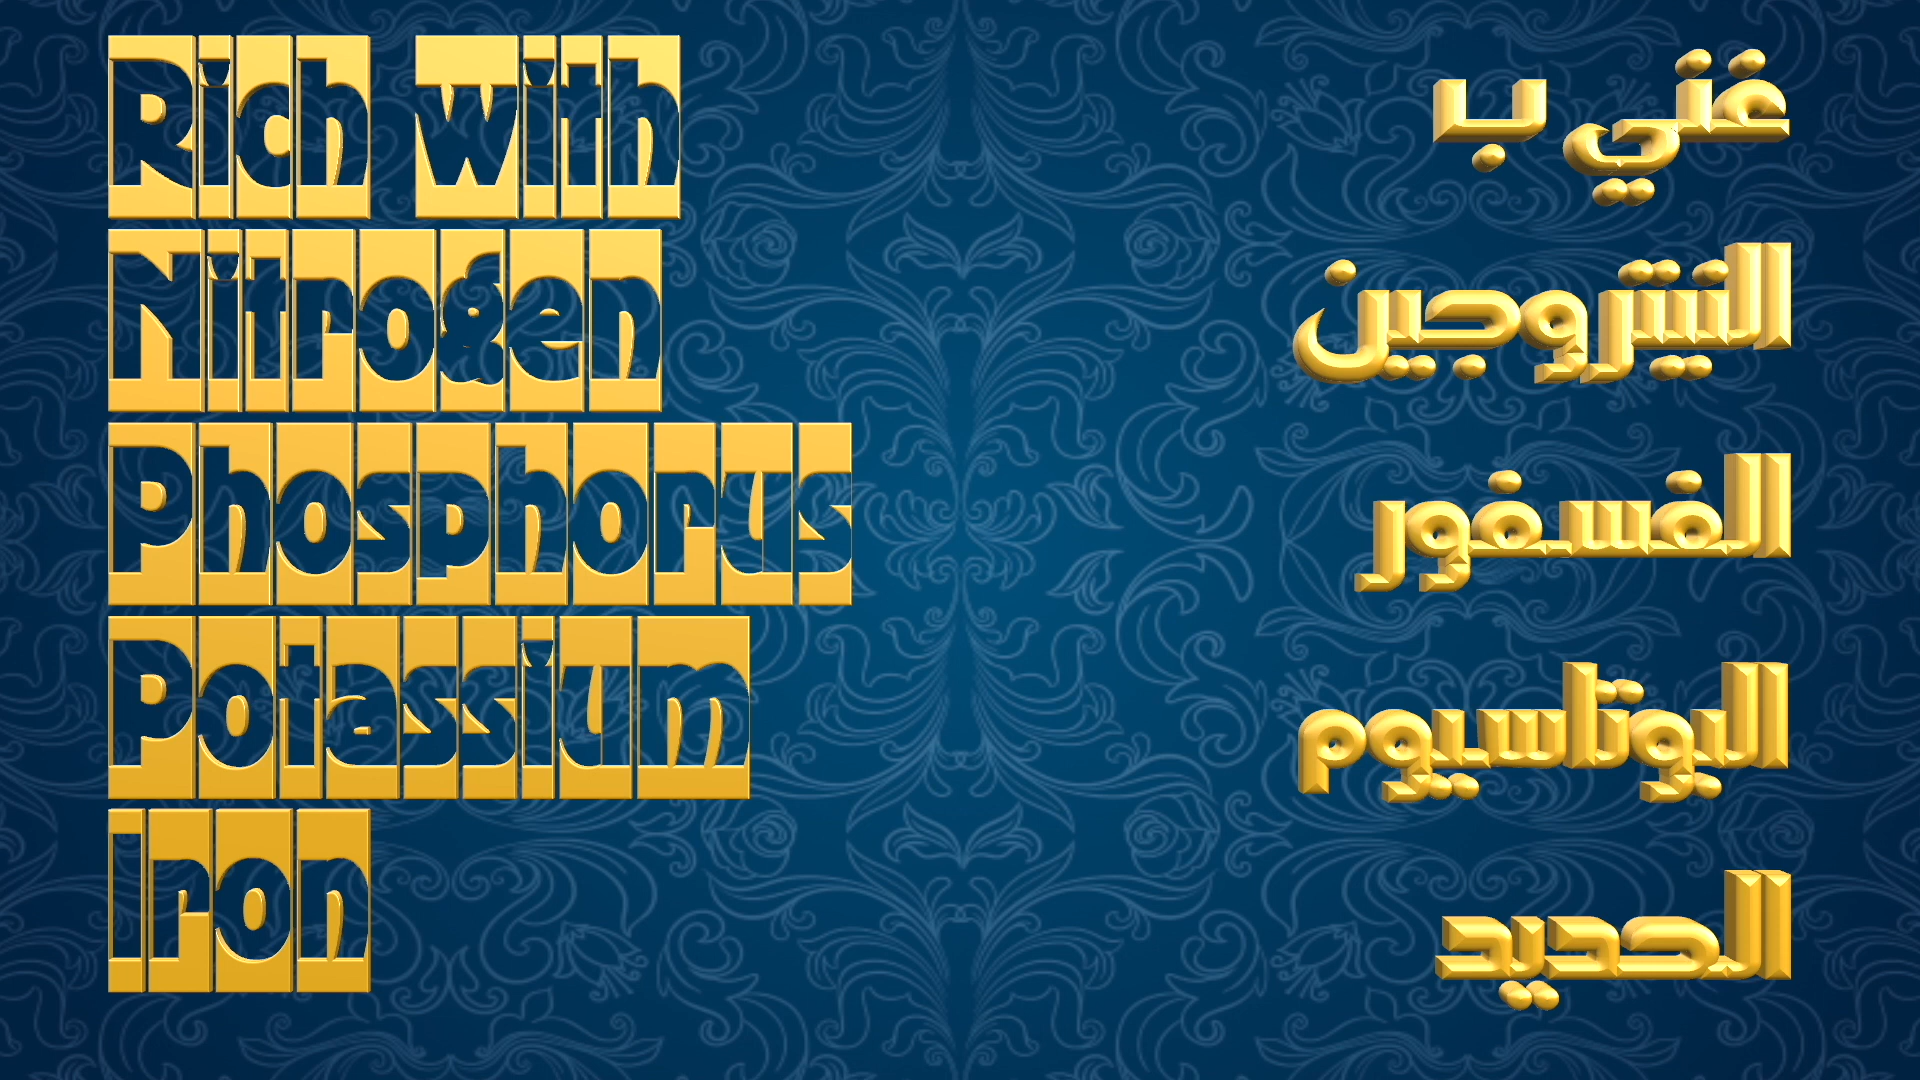 Rich with
Nitrogen
Phosphorus
Potassium
Iron
غني ب
النيتروجين
الفسفور
البوتاسيوم
الحديد